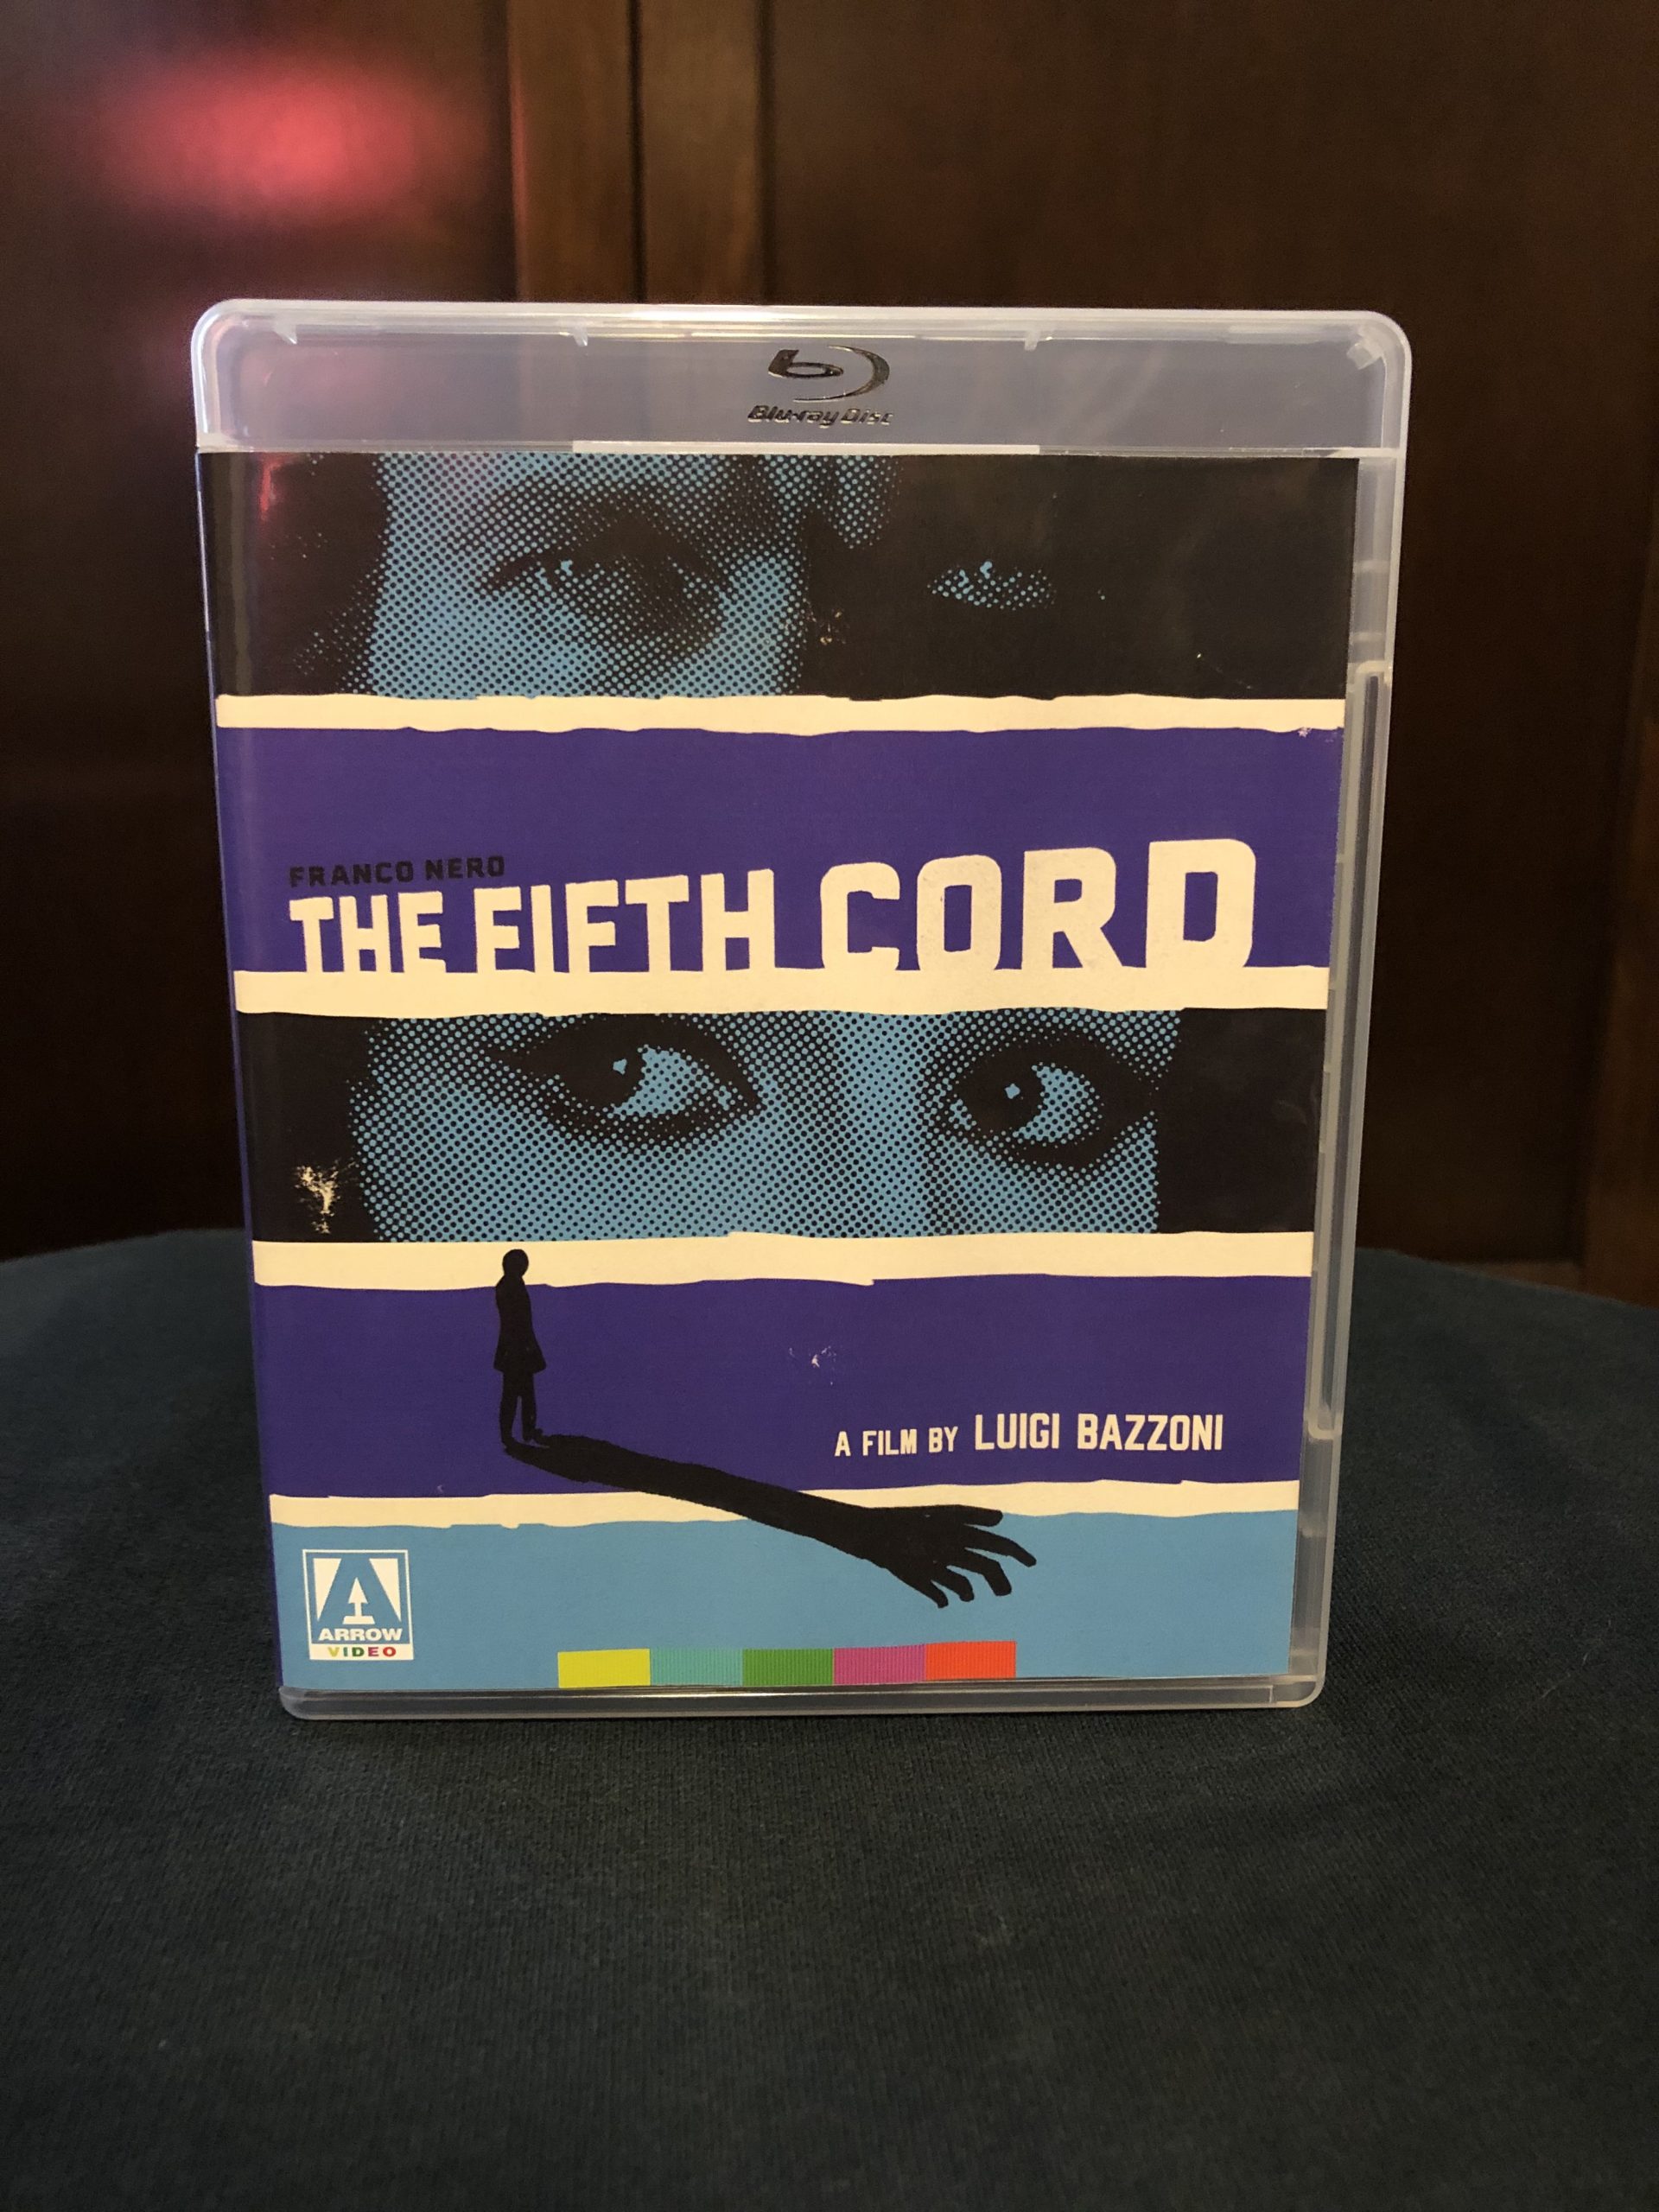 Blu-ray Disc
FRANCO NERO
THE FIFTH CORD
A FILM BY LUIGI BAZZONI
ARROW
VIDEO